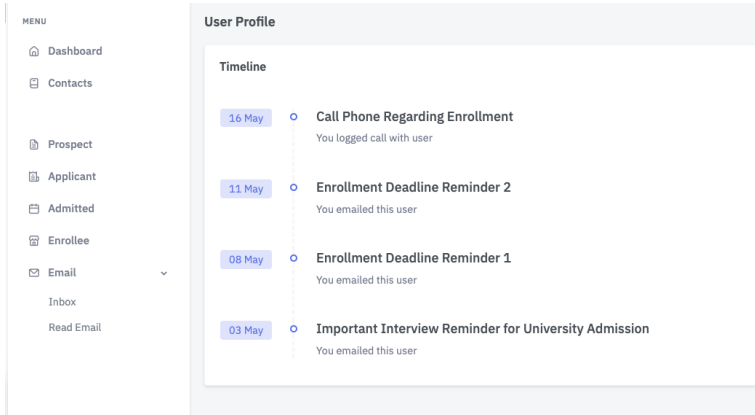 MENU
Dashboard
Contacts
Prospect
Applicant
Admitted
Enrollee
Email
Inbox
Read Email
User Profile
Timeline
16 May
Call Phone Regarding Enrollment
You logged call with user
11 May
Enrollment Deadline Reminder 2
You emailed this user
08 May
Enrollment Deadline Reminder 1
You emailed this user
03 May
Important Interview Reminder for University Admission
You emailed this user